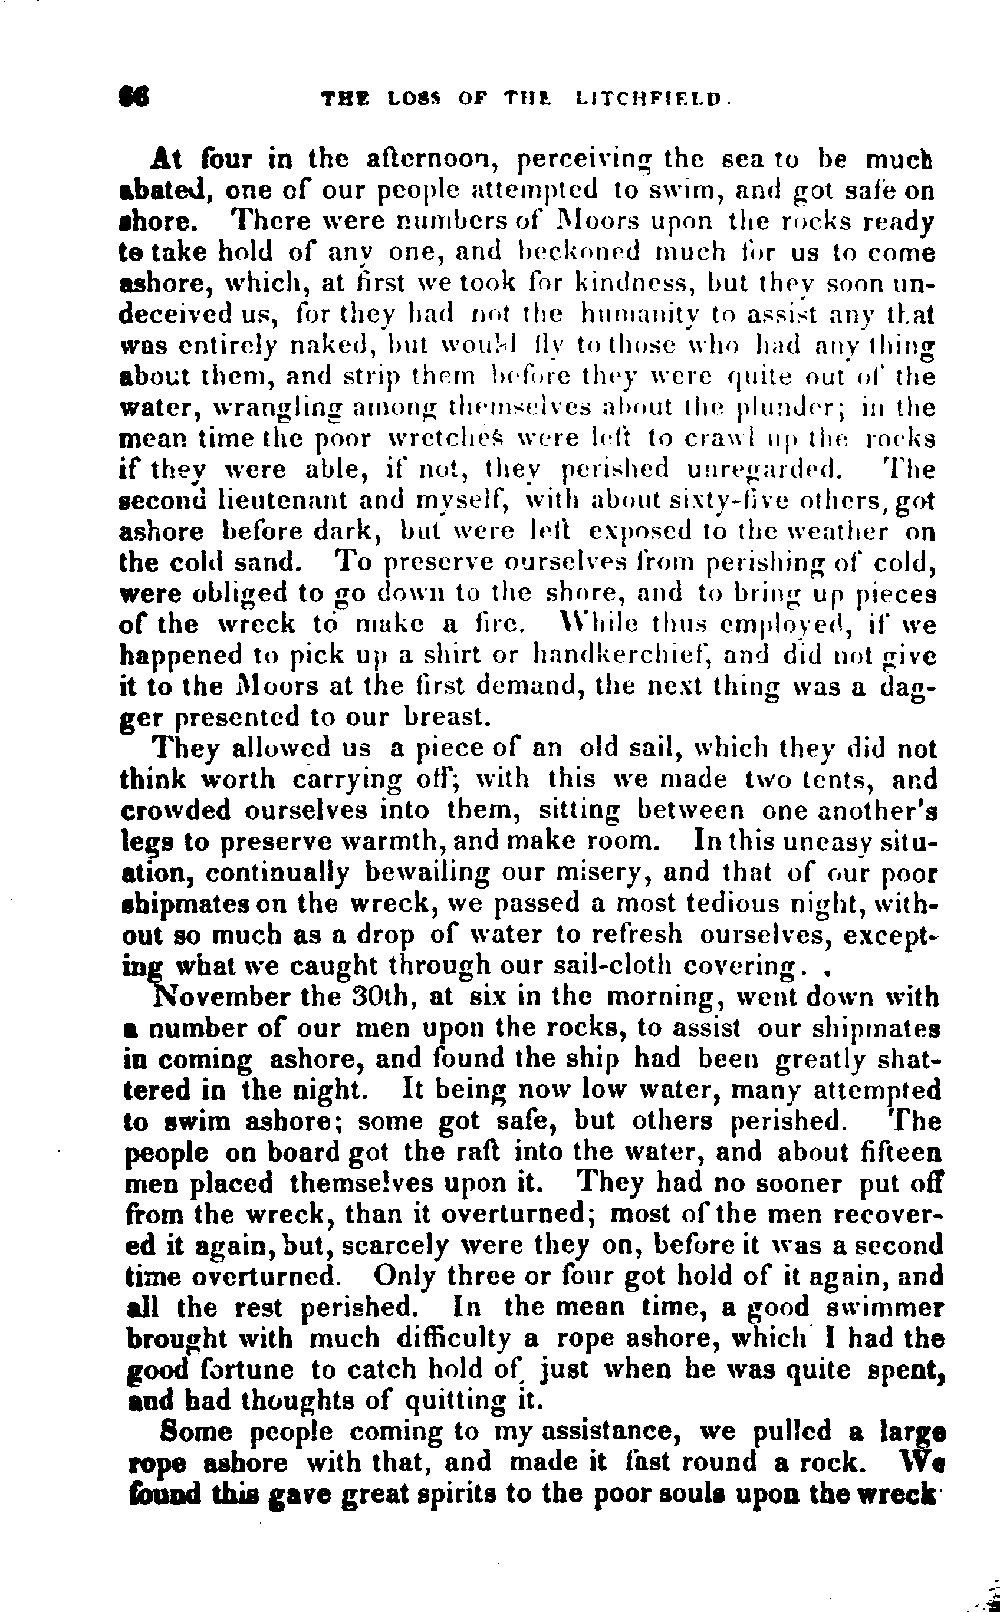 66 THE LOSS OF THE LITCHFIELD.
At four in the afternoon, perceiving the sea to be much
abated, one of our people attempted to swim, and got safe on
shore. There were numbers of Moors upon the rocks ready
to take hold of any one, and beckoned much for us to come
ashore, which, at first we took for kindness, but they soon un-
deceived us, for they had not the humanity to assist any that
was entirely naked, but would fly to those who had any thing
about them, and strip them before they were quite out of the
water, wrangling among themselves about the plunder; in the
mean time the poor wretches were left to crawl up the rocks
if they were able, if not, they perished unregarded. The
second lieutenant and myself, with about sixty-five others, got
ashore before dark, but were left exposed to the weather on
the cold sand. To preserve ourselves from perishing of cold,
were obliged to go down to the shore, and to bring up pieces
of the wreck to make a fire. While thus employed, if we
happened to pick up a shirt or handkerchief, and did not give
it to the Moors at the first demand, the next thing was a dag-
ger presented to our breast.
They allowed us a piece of an old sail, which they did not
think worth carrying off; with this we made two tents, and
crowded ourselves into them, sitting between one another's
legs to preserve warmth, and make room. In this uneasy situ-
ation, continually bewailing our misery, and that of our poor
shipmates on the wreck, we passed a most tedious night, with-
out so much as a drop of water to refresh ourselves, except-
ing what we caught through our sail-cloth covering.
November the 30th, at six in the morning, went down with
a number of our men upon the rocks, to assist our shipmates
in coming ashore, and found the ship had been greatly shat-
tered in the night. It being now low water, many attempted
to swim ashore; some got safe, but others perished. The
people on board got the raft into the water, and about fifteen
men placed themselves upon it. They had no sooner put off
from the wreck, than it overturned; most of the men recover-
ed it again, but, scarcely were they on, before it was a second
time overturned. Only three or four got hold of it again, and
all the rest perished. In the mean time, a good swimmer
brought with much difficulty a rope ashore, which I had the
good fortune to catch hold of just when he was quite spent,
and had thoughts of quitting it.
Some people coming to my assistance, we pulled a large
rope ashore with that, and made it fast round a rock. We
found this gave great spirits to the poor souls upon the wreck